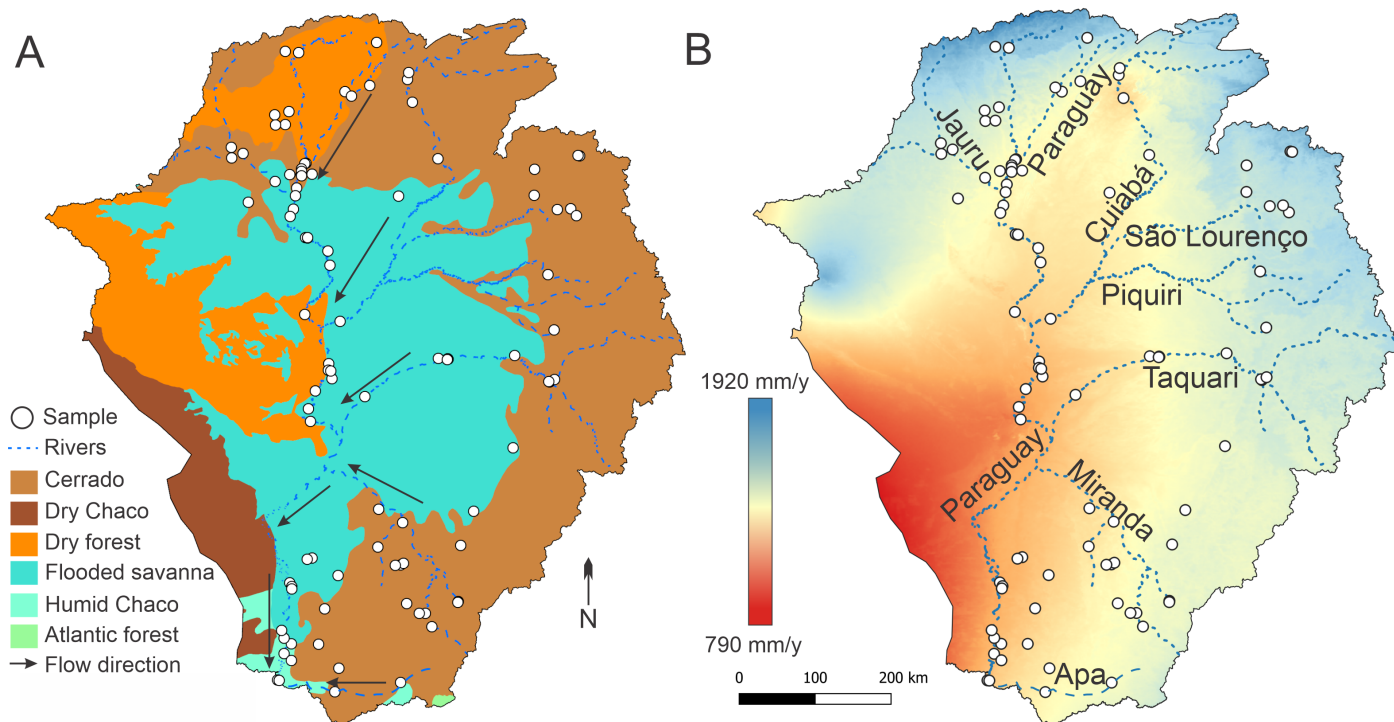 A
Sample
Rivers
Cerrado
Dry Chaco
Dry forest
Flooded savanna
Humid Chaco
Atlantic forest
Flow direction
N
B
Jauru
Paraguay
Cuiabá
São Lourenço
Piquiri
Taquari
Paraguay
Miranda
Apa
1920 mm/y
790 mm/y
0 100 200 km